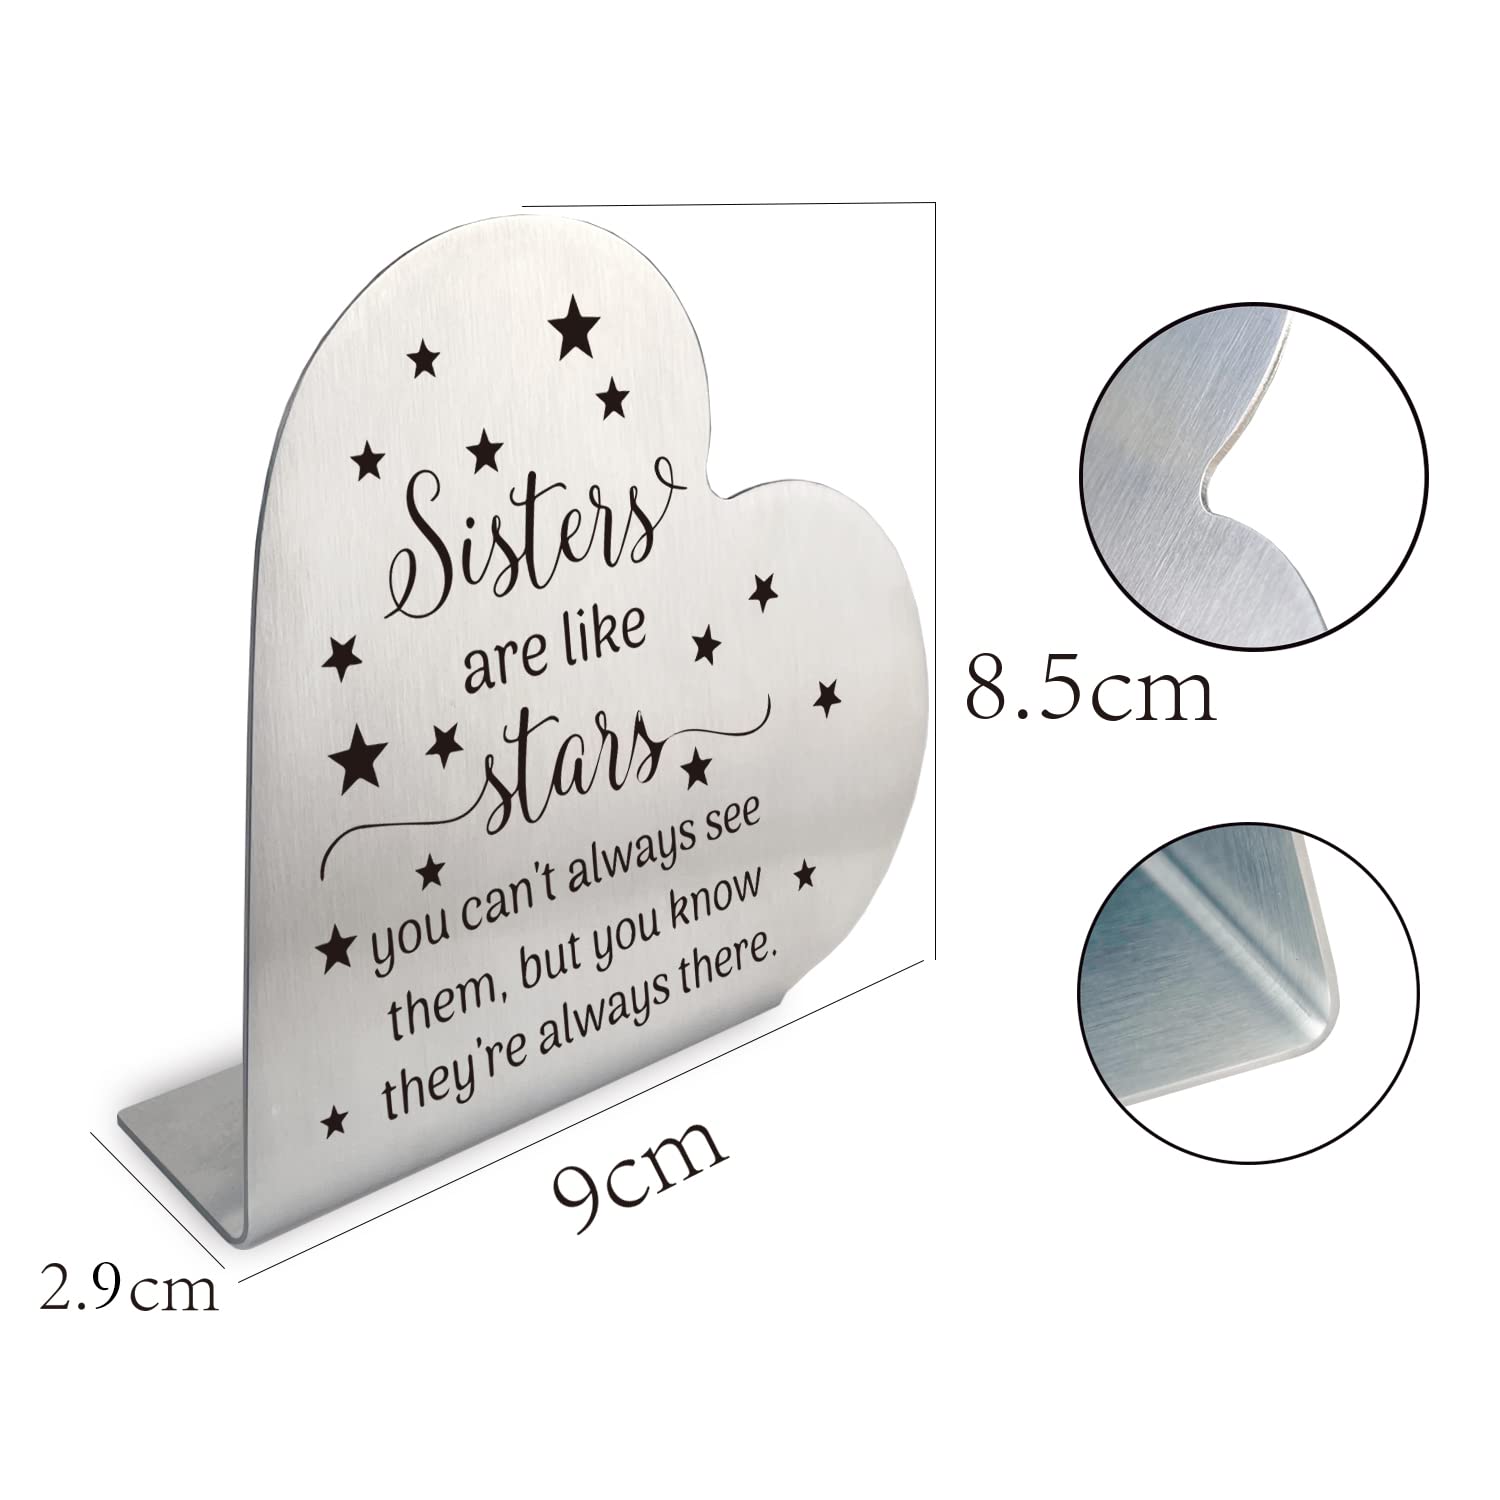 Sisters
are like
stars
you can't always see
them, but you know
they're always there.
8.5cm
9cm
2.9cm